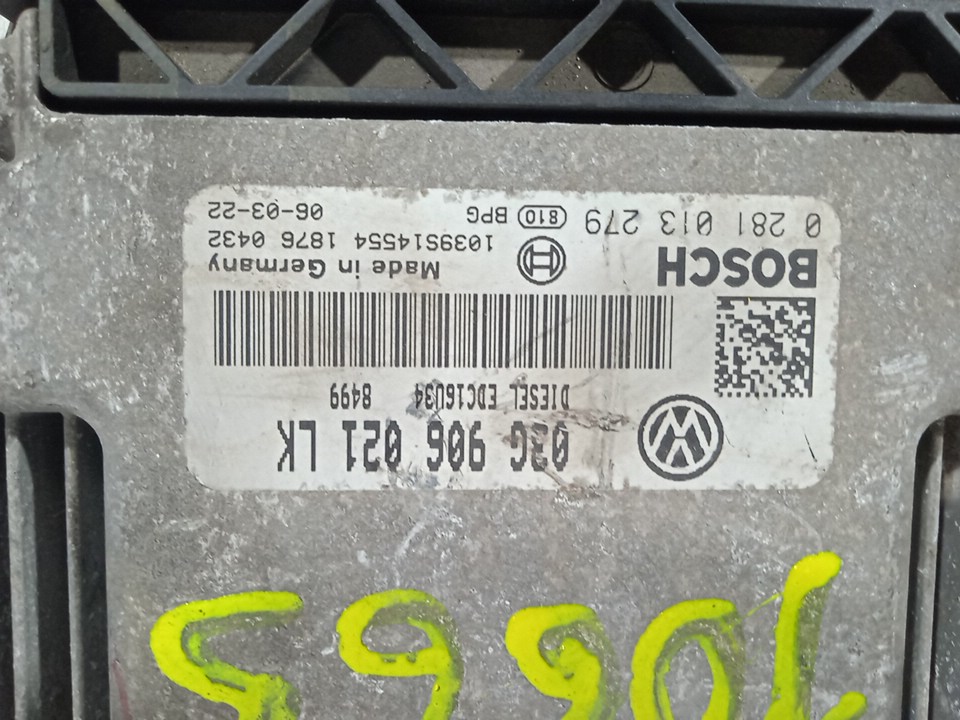 03G 906 021 LK
DIESEL EDC16U34 8499
BOSCH
Made in Germany
1039S14554 1876 0432
0 281 013 279 810 BPG 06-03-22